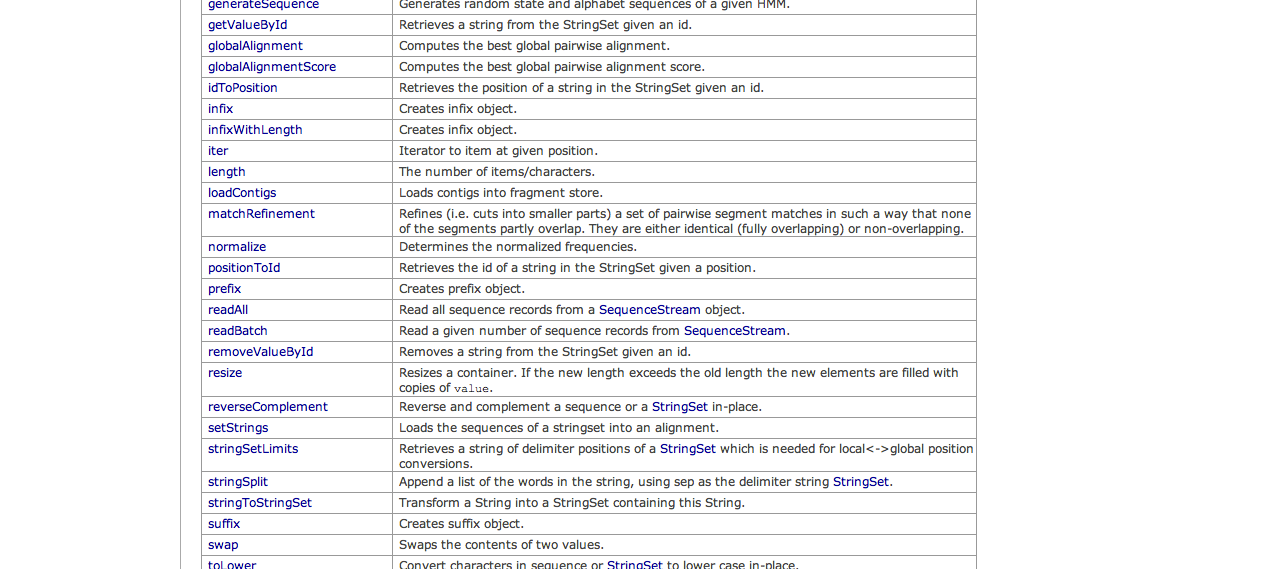 generateSequence Generates random state and alphabet sequences of a given HMM.
getValueById Retrieves a string from the StringSet given an id.
globalAlignment Computes the best global pairwise alignment.
globalAlignmentScore Computes the best global pairwise alignment score.
idToPosition Retrieves the position of a string in the StringSet given an id.
infix Creates infix object.
infixWithLength Creates infix object.
iter Iterator to item at given position.
length The number of items/characters.
loadContigs Loads contigs into fragment store.
matchRefinement Refines (i.e. cuts into smaller parts) a set of pairwise segment matches in such a way that none
of the segments partly overlap. They are either identical (fully overlapping) or non-overlapping.
normalize Determines the normalized frequencies.
positionToId Retrieves the id of a string in the StringSet given a position.
prefix Creates prefix object.
readAll Read all sequence records from a SequenceStream object.
readBatch Read a given number of sequence records from SequenceStream.
removeValueById Removes a string from the StringSet given an id.
resize Resizes a container. If the new length exceeds the old length the new elements are filled with
copies of value.
reverseComplement Reverse and complement a sequence or a StringSet in-place.
setStrings Loads the sequences of a stringset into an alignment.
stringSetLimits Retrieves a string of delimiter positions of a StringSet which is needed for local<->global position
conversions.
stringSplit Append a list of the words in the string, using sep as the delimiter string StringSet.
stringToStringSet Transform a String into a StringSet containing this String.
suffix Creates suffix object.
swap Swaps the contents of two values.
toLower Convert characters in sequence or StringSet to lower case in-place.